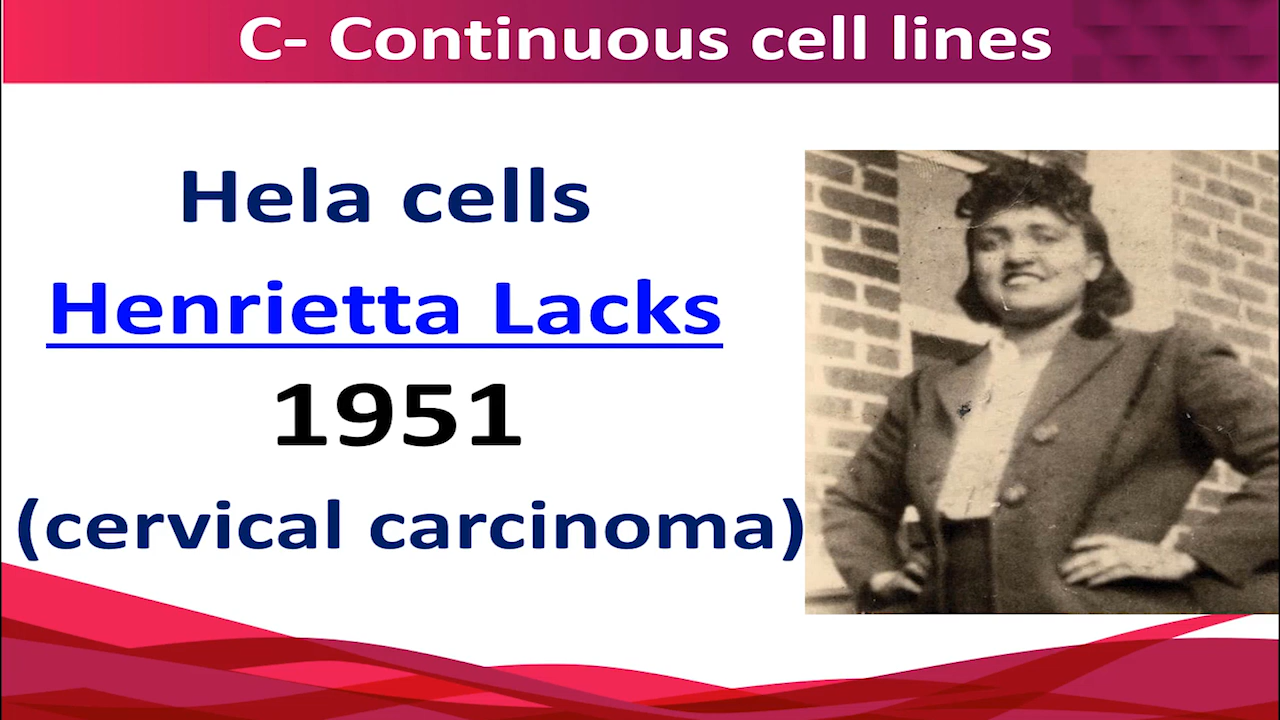 C- Continuous cell lines
Hela cells
Henrietta Lacks
1951
(cervical carcinoma)